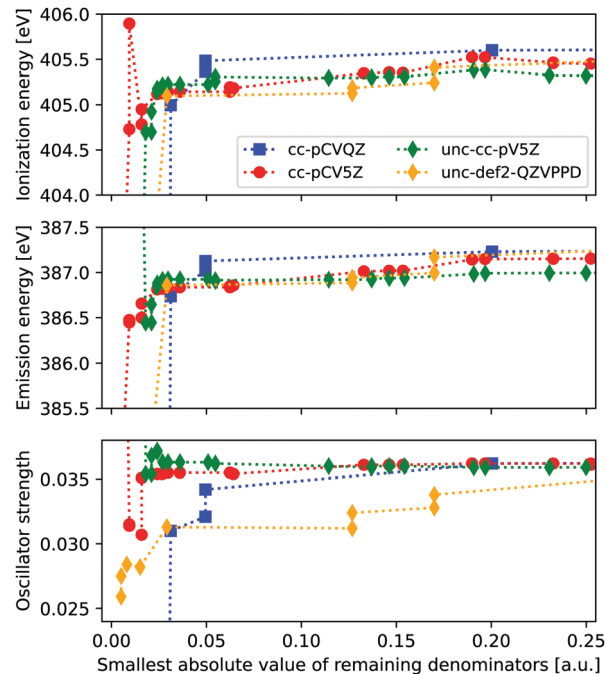 Ionization energy [eV]
406.0
405.5
405.0
404.5
404.0
cc-pCVQZ
cc-pCV5Z
unc-cc-pV5Z
unc-def2-QZVPPD
Emission energy [eV]
387.5
387.0
386.5
386.0
385.5
Oscillator strength
0.035
0.030
0.025
0.00
0.05
0.10
0.15
0.20
0.25
Smallest absolute value of remaining denominators [a.u.]